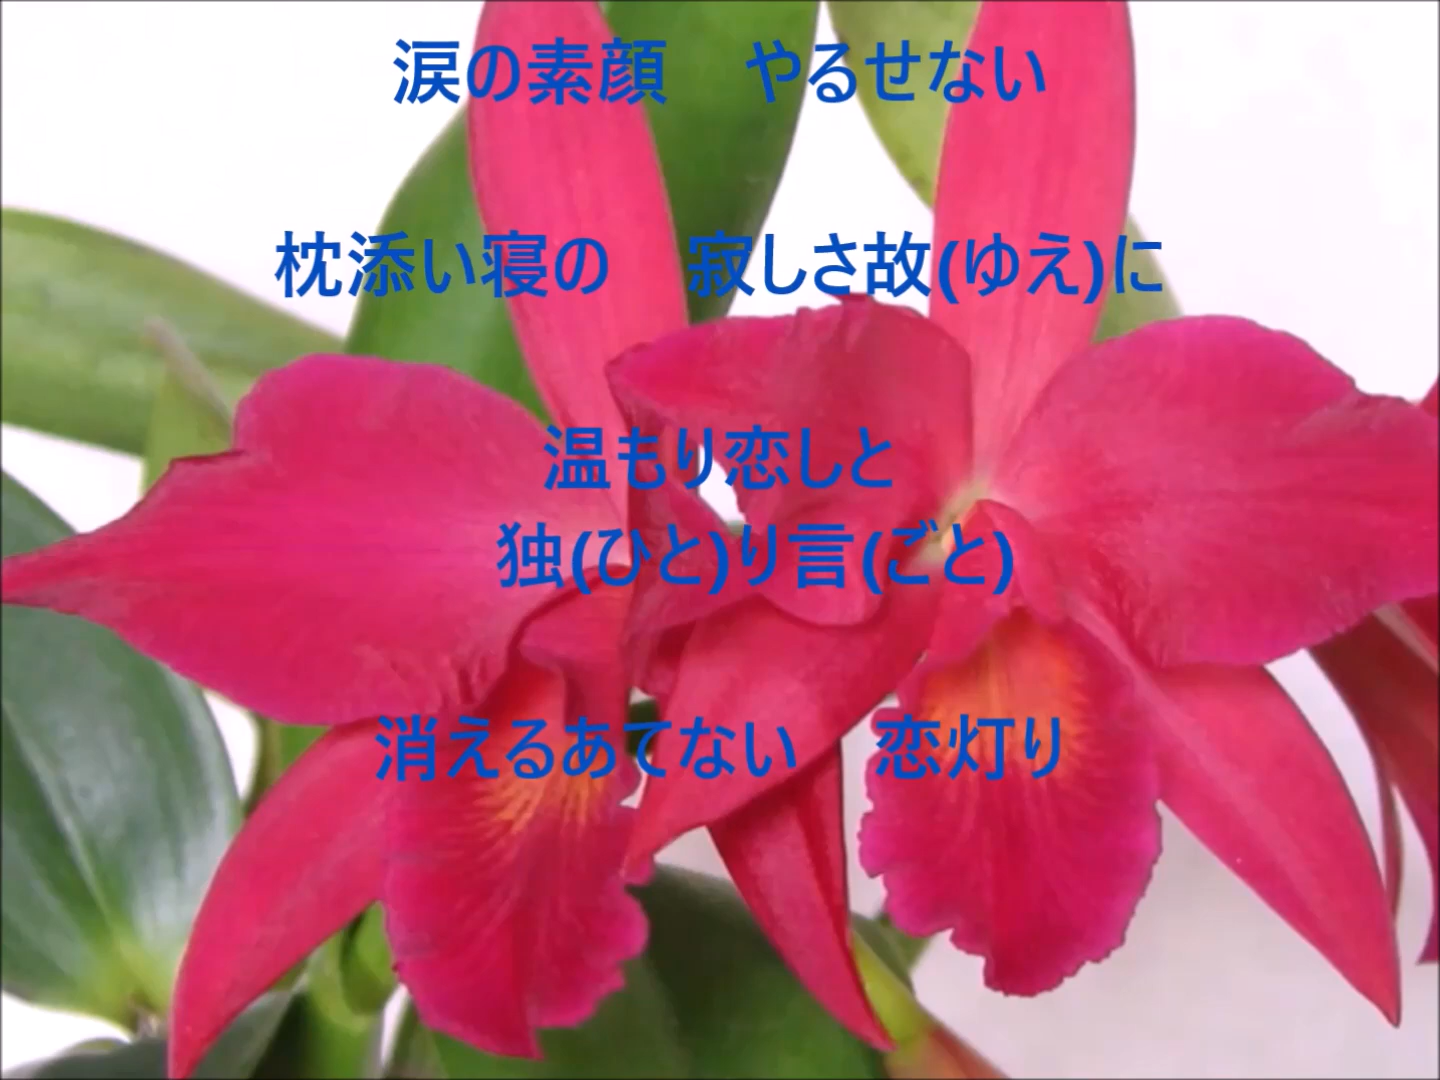 涙の素顔　やるせない
枕添い寝の　寂しさ故(ゆえ)に
温もり恋しと
独(ひと)り言(ごと)
消えるあてない　恋灯り